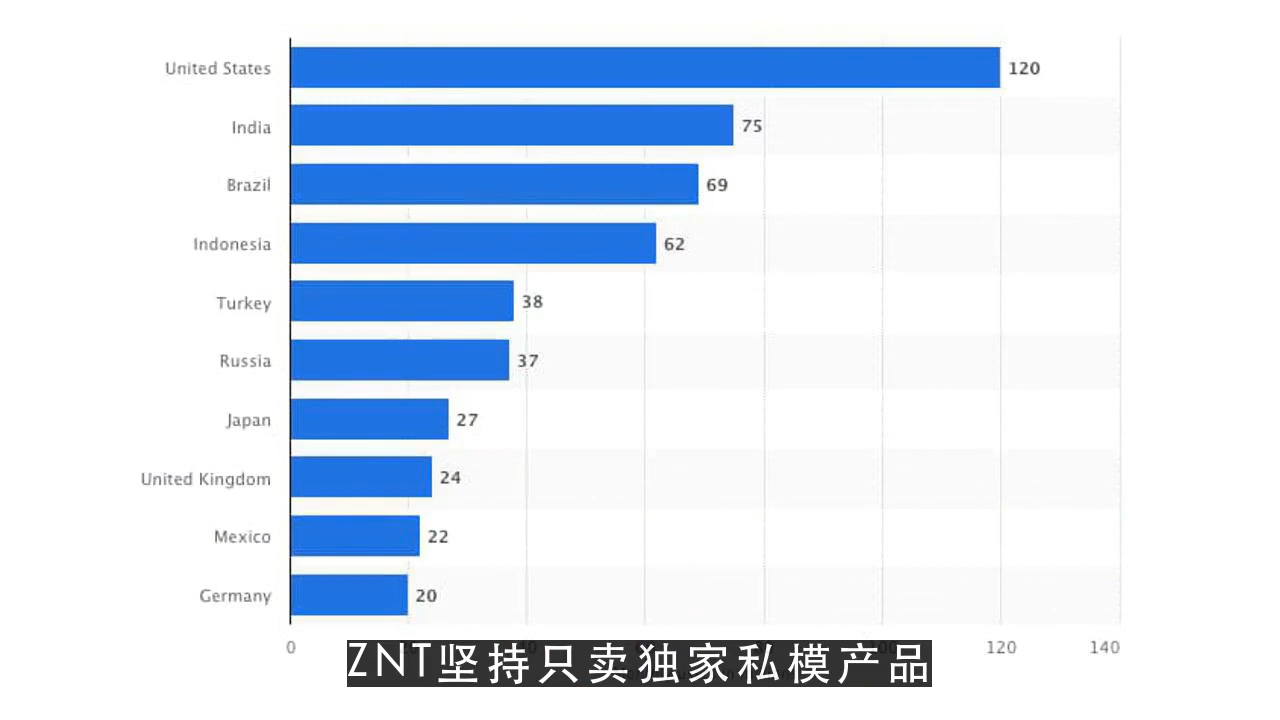 United States 120
India 75
Brazil 69
Indonesia 62
Turkey 38
Russia 37
Japan 27
United Kingdom 24
Mexico 22
Germany 20
0 120 140
ZNT坚持只卖独家私模产品